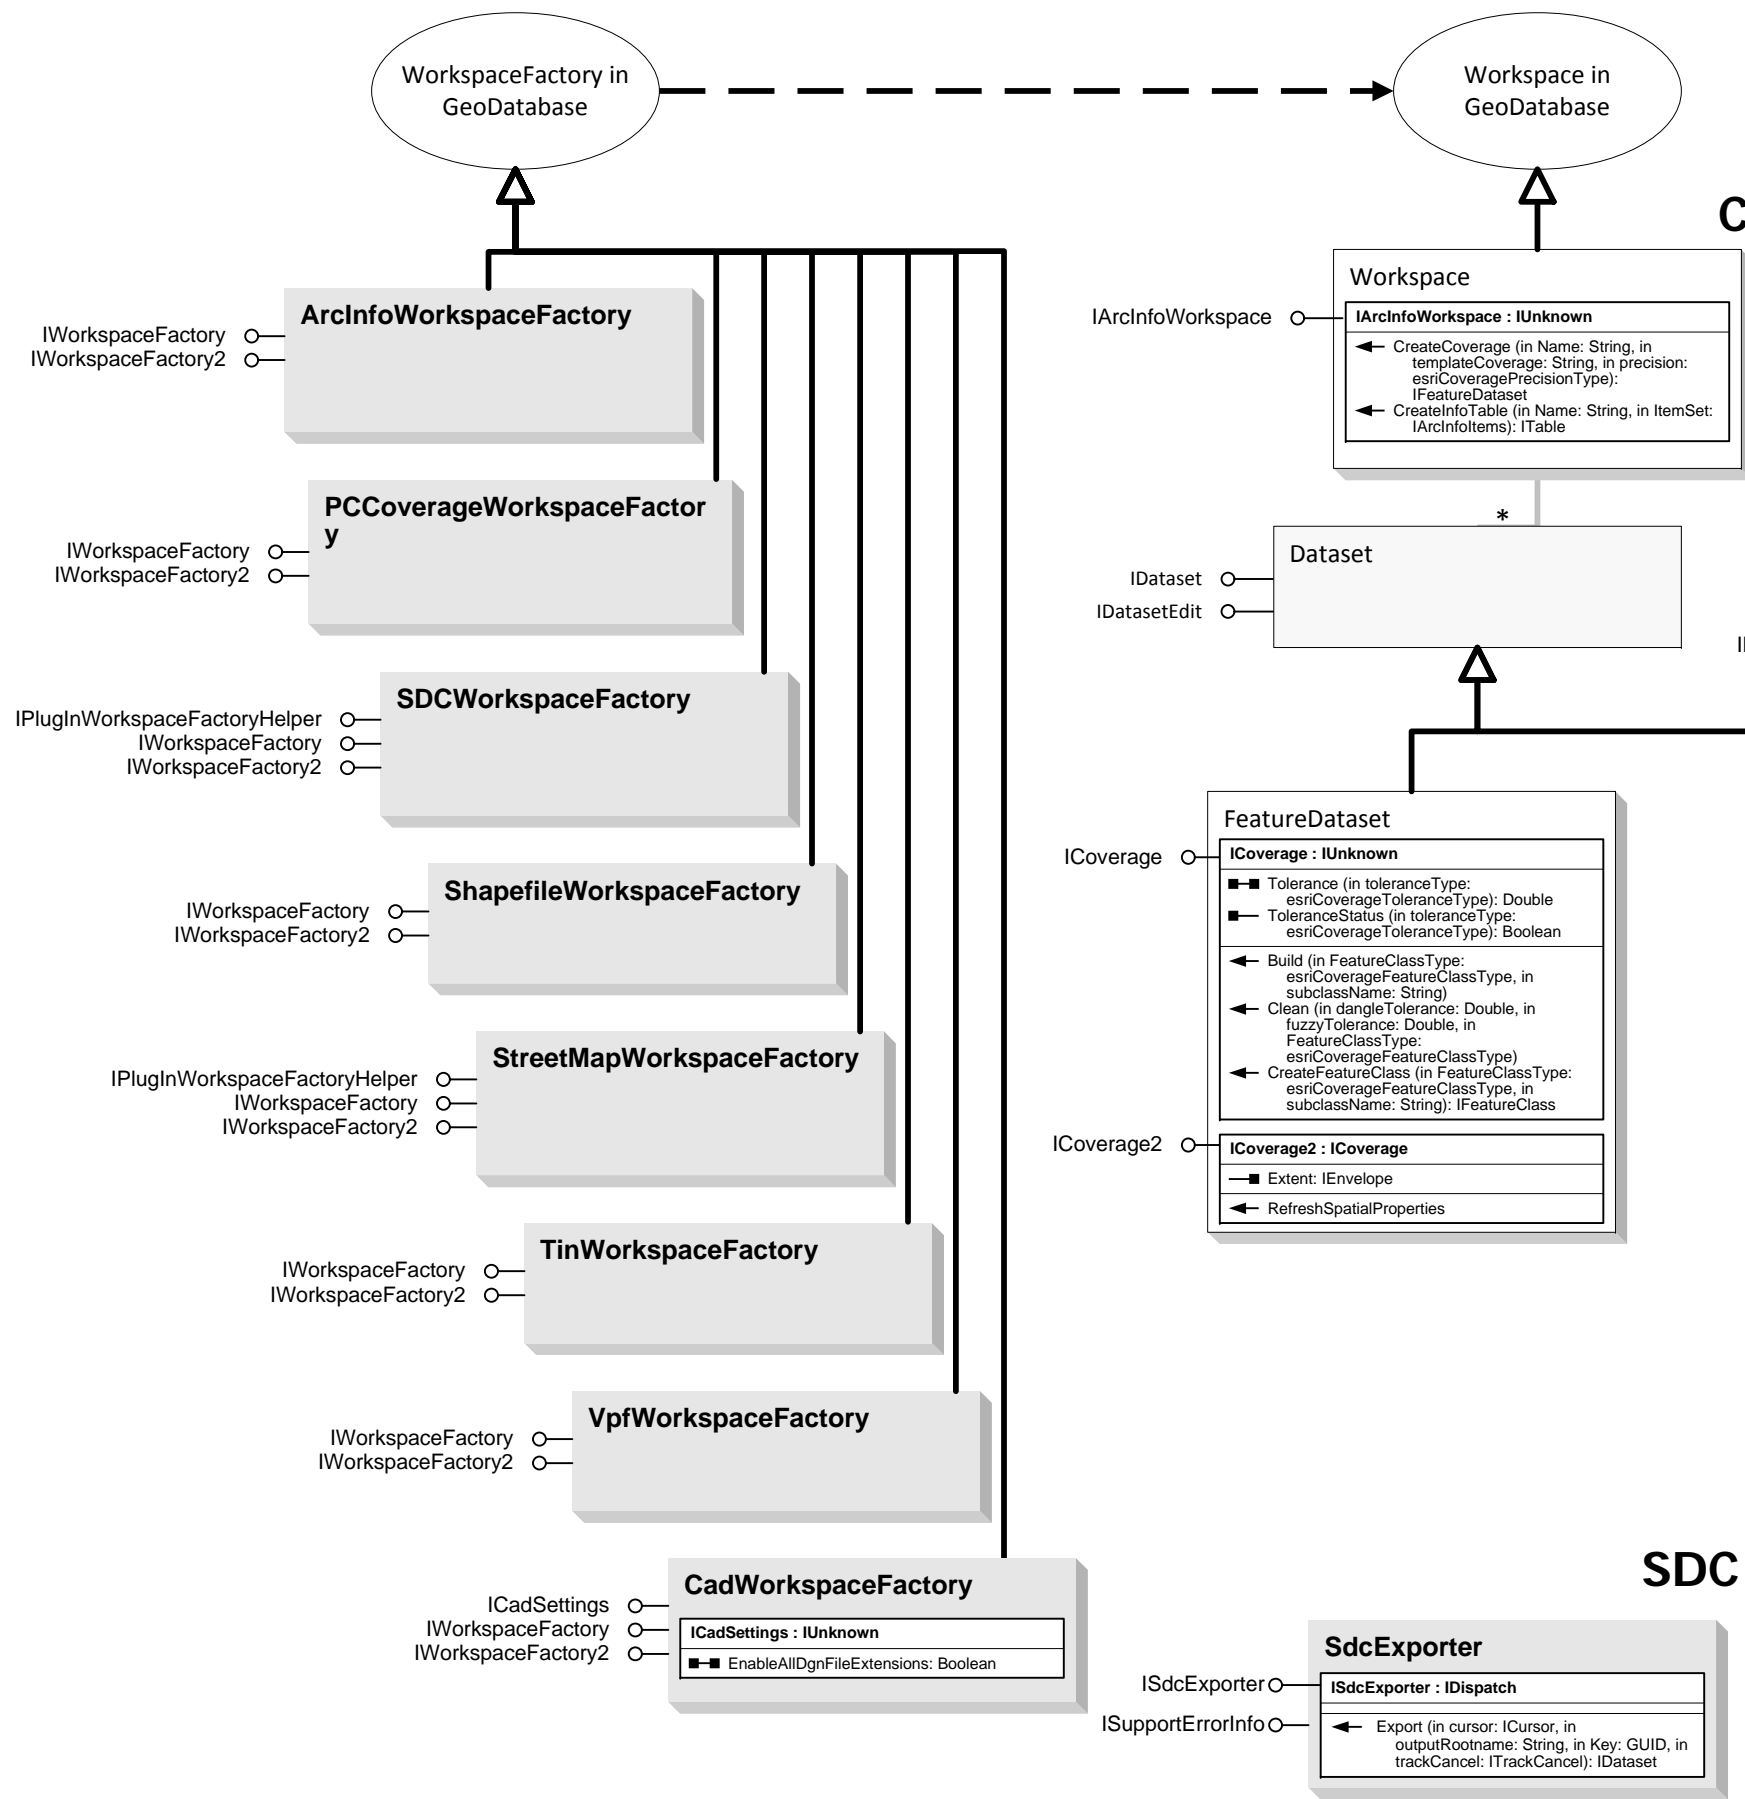 WorkspaceFactory in
GeoDatabase
Workspace in
GeoDatabase
C
ArcInfoWorkspaceFactory
IWorkspaceFactory
IWorkspaceFactory2
PCCoverageWorkspaceFactor
y
IWorkspaceFactory
IWorkspaceFactory2
SDCWorkspaceFactory
IPlugInWorkspaceFactoryHelper
IWorkspaceFactory
IWorkspaceFactory2
ShapefileWorkspaceFactory
IWorkspaceFactory
IWorkspaceFactory2
StreetMapWorkspaceFactory
IPlugInWorkspaceFactoryHelper
IWorkspaceFactory
IWorkspaceFactory2
TinWorkspaceFactory
IWorkspaceFactory
IWorkspaceFactory2
VpfWorkspaceFactory
IWorkspaceFactory
IWorkspaceFactory2
CadWorkspaceFactory
ICadSettings
IWorkspaceFactory
IWorkspaceFactory2
ICadSettings : IUnknown
EnableAllDgnFileExtensions: Boolean
Workspace
IArcInfoWorkspace
IArcInfoWorkspace : IUnknown
CreateCoverage (in Name: String, in
templateCoverage: String, in precision:
esriCoveragePrecisionType):
IFeatureDataset
CreateInfoTable (in Name: String, in ItemSet:
IArcInfoItems): ITable
*
Dataset
IDataset
IDatasetEdit
FeatureDataset
ICoverage
ICoverage : IUnknown
Tolerance (in toleranceType:
esriCoverageToleranceType): Double
ToleranceStatus (in toleranceType:
esriCoverageToleranceType): Boolean
Build (in FeatureClassType:
esriCoverageFeatureClassType, in
subclassName: String)
Clean (in dangleTolerance: Double, in
fuzzyTolerance: Double, in
FeatureClassType:
esriCoverageFeatureClassType)
CreateFeatureClass (in FeatureClassType:
esriCoverageFeatureClassType, in
subclassName: String): IFeatureClass
ICoverage2
ICoverage2 : ICoverage
Extent: IEnvelope
RefreshSpatialProperties
SDC
SdcExporter
ISdcExporter
ISupportErrorInfo
ISdcExporter : IDispatch
Export (in cursor: ICursor, in
outputRootname: String, in Key: GUID, in
trackCancel: ITrackCancel): IDataset